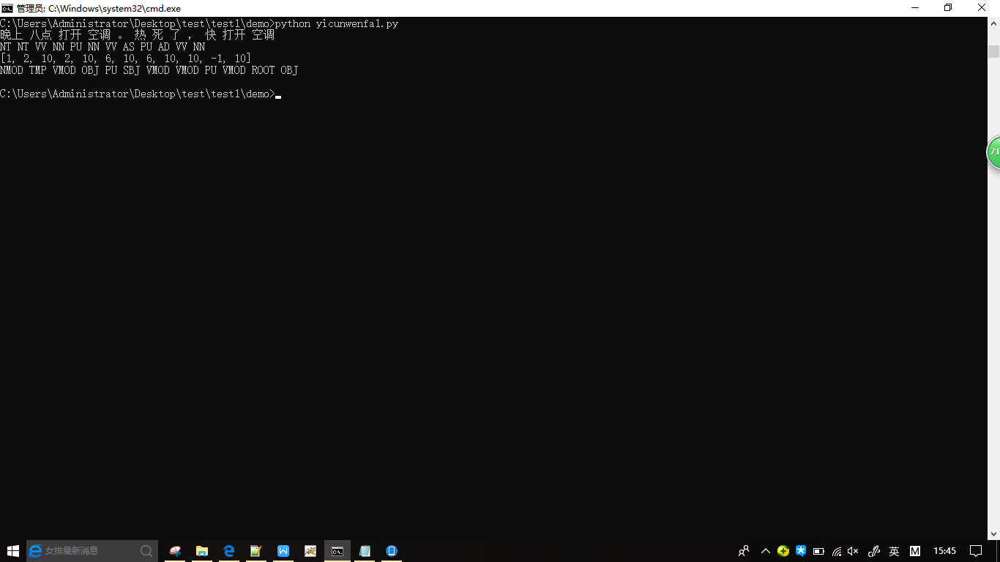 管理员: C:\Windows\system32\cmd.exe
C:\Users\Administrator\Desktop\test\test1\demo>python yicunwenfa1.py
晚上 八点 打开 空调 。 热 死 了 ， 快 打开 空调
NT NT VV NN PU NN VV AS PU AD VV NN
[1, 2, 10, 2, 10, 6, 10, 6, 10, 10, -1, 10]
NMOD TMP VMOD OBJ PU SBJ VMOD VMOD PU VMOD ROOT OBJ
C:\Users\Administrator\Desktop\test\test1\demo>
71
女排最新消息
英
M
15:45